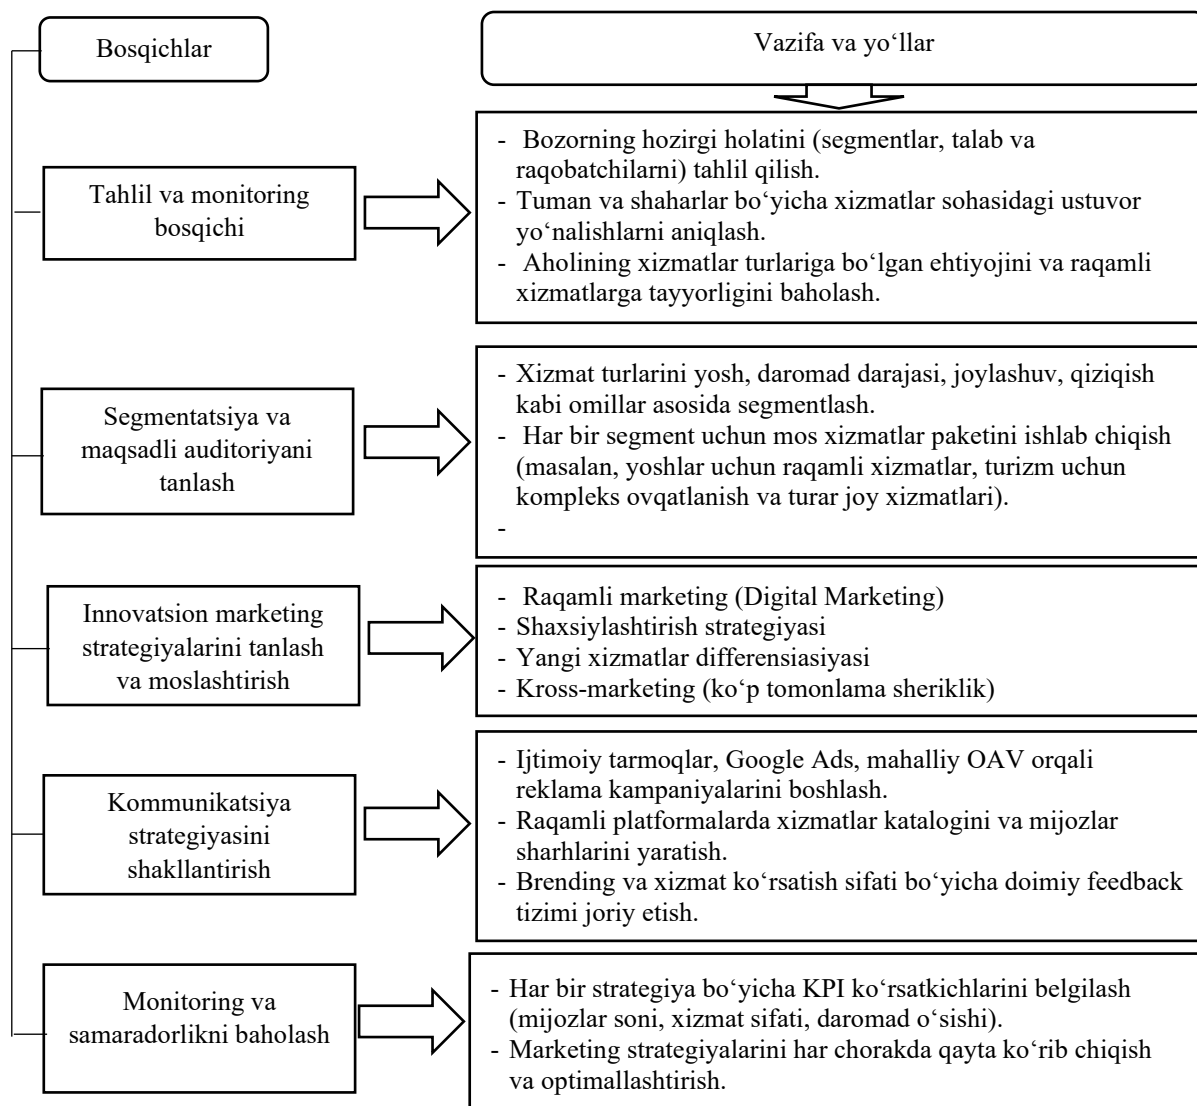 Bosqichlar
Vazifa va yo‘llar
Tahlil va monitoring
bosqichi
- Bozorning hozirgi holatini (segmentlar, talab va
raqobatchilarni) tahlil qilish.
- Tuman va shaharlar bo‘yicha xizmatlar sohasidagi ustuvor
yo‘nalishlarni aniqlash.
- Aholining xizmatlar turlariga bo‘lgan ehtiyojini va raqamli
xizmatlarga tayyorligini baholash.
Segmentatsiya va
maqsadli auditoriyani
tanlash
- Xizmat turlarini yosh, daromad darajasi, joylashuv, qiziqish
kabi omillar asosida segmentlash.
- Har bir segment uchun mos xizmatlar paketini ishlab chiqish
(masalan, yoshlar uchun raqamli xizmatlar, turizm uchun
kompleks ovqatlanish va turar joy xizmatlari).
-
Innovatsion marketing
strategiyalarini tanlash
va moslashtirish
- Raqamli marketing (Digital Marketing)
- Shaxsiylashtirish strategiyasi
- Yangi xizmatlar differensiasiyasi
- Kross-marketing (ko‘p tomonlama sheriklik)
Kommunikatsiya
strategiyasini
shakllantirish
- Ijtimoiy tarmoqlar, Google Ads, mahalliy OAV orqali
reklama kampaniyalarini boshlash.
- Raqamli platformalarda xizmatlar katalogini va mijozlar
sharhlarini yaratish.
- Brending va xizmat ko‘rsatish sifati bo‘yicha doimiy feedback
tizimi joriy etish.
Monitoring va
samaradorlikni baholash
- Har bir strategiya bo‘yicha KPI ko‘rsatkichlarini belgilash
(mijozlar soni, xizmat sifati, daromad o‘sishi).
- Marketing strategiyalarini har chorakda qayta ko‘rib chiqish
va optimallashtirish.